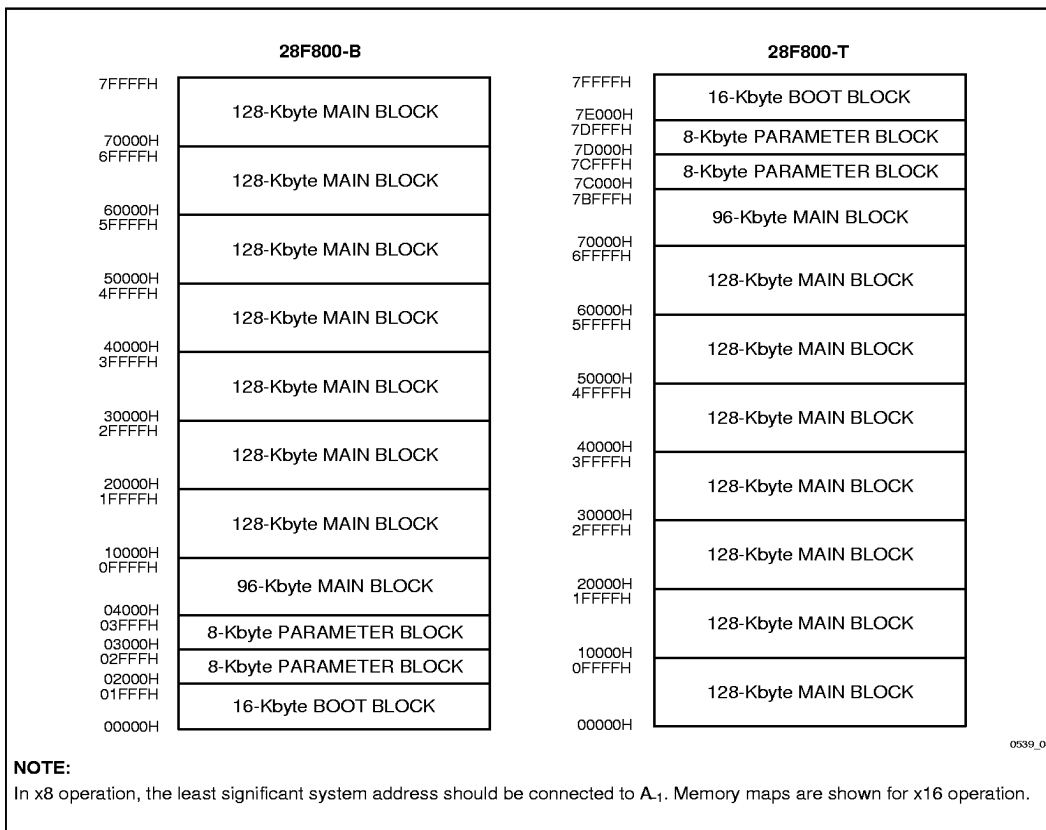 28F800-B
7FFFFH
128-Kbyte MAIN BLOCK
70000H
6FFFFH
128-Kbyte MAIN BLOCK
60000H
5FFFFH
128-Kbyte MAIN BLOCK
50000H
4FFFFH
128-Kbyte MAIN BLOCK
40000H
3FFFFH
128-Kbyte MAIN BLOCK
30000H
2FFFFH
128-Kbyte MAIN BLOCK
20000H
1FFFFH
128-Kbyte MAIN BLOCK
10000H
0FFFFH
96-Kbyte MAIN BLOCK
04000H
03FFFH
8-Kbyte PARAMETER BLOCK
03000H
02FFFH
8-Kbyte PARAMETER BLOCK
02000H
01FFFH
16-Kbyte BOOT BLOCK
00000H
28F800-T
7FFFFH
16-Kbyte BOOT BLOCK
7E000H
7DFFFH
8-Kbyte PARAMETER BLOCK
7D000H
7CFFFH
8-Kbyte PARAMETER BLOCK
7C000H
7BFFFH
96-Kbyte MAIN BLOCK
70000H
6FFFFH
128-Kbyte MAIN BLOCK
60000H
5FFFFH
128-Kbyte MAIN BLOCK
50000H
4FFFFH
128-Kbyte MAIN BLOCK
40000H
3FFFFH
128-Kbyte MAIN BLOCK
30000H
2FFFFH
128-Kbyte MAIN BLOCK
20000H
1FFFFH
128-Kbyte MAIN BLOCK
10000H
0FFFFH
128-Kbyte MAIN BLOCK
00000H
0539_0
NOTE:
In x8 operation, the least significant system address should be connected to A-1. Memory maps are shown for x16 operation.